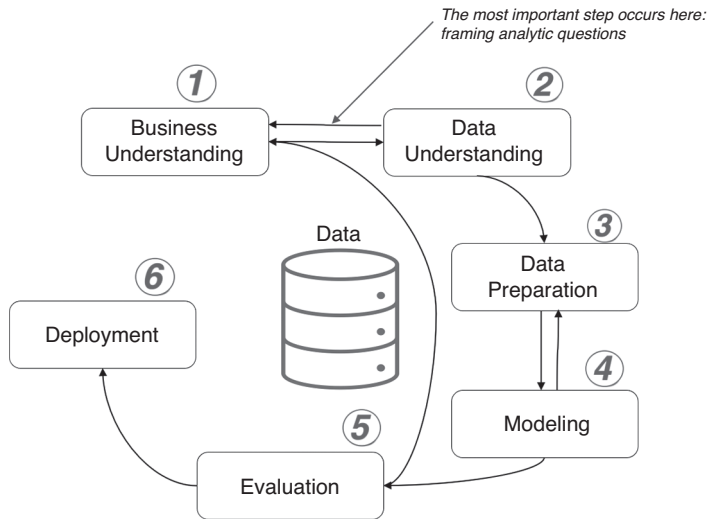 The most important step occurs here:
framing analytic questions
1
Business
Understanding
2
Data
Understanding
3
Data
Preparation
Data
6
Deployment
4
Modeling
5
Evaluation